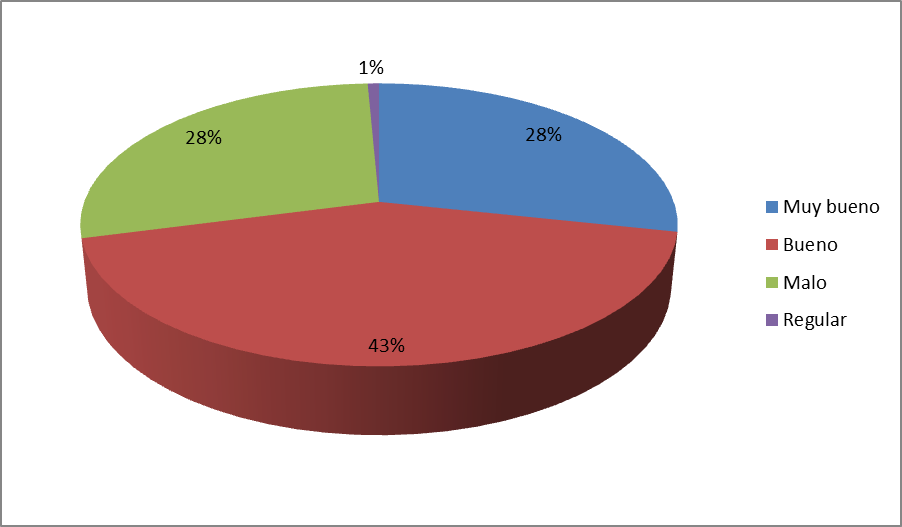 1%
28%
28%
43%
Muy bueno
Bueno
Malo
Regular